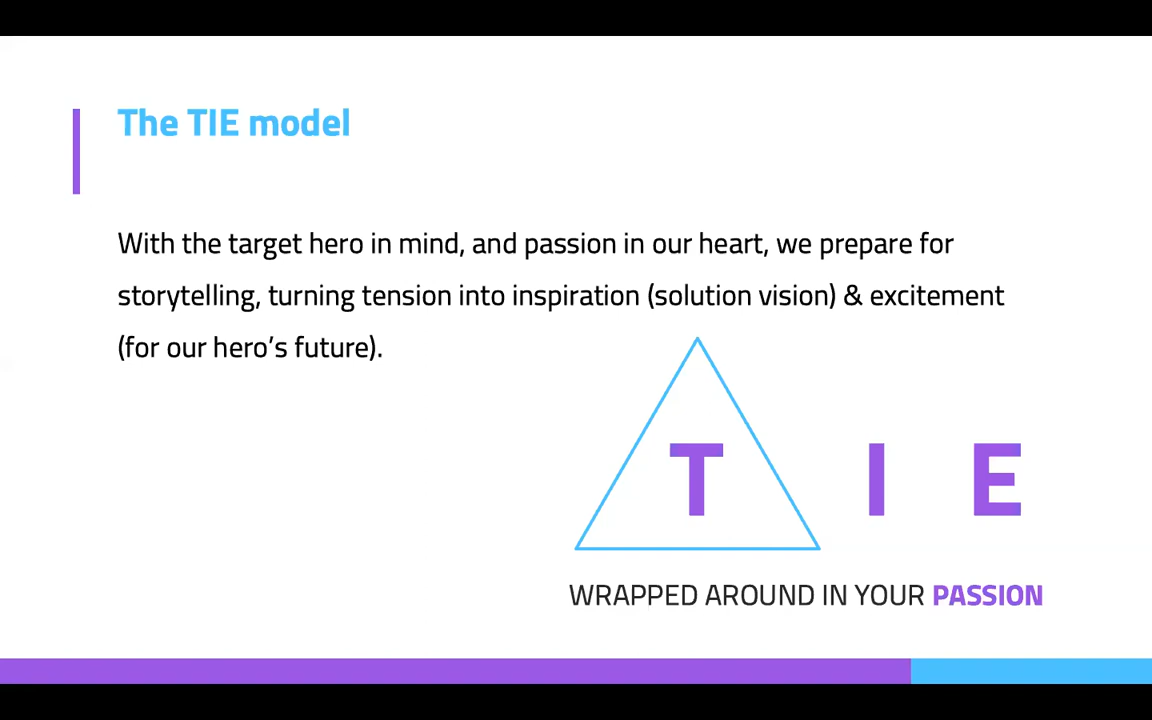 The TIE model
With the target hero in mind, and passion in our heart, we prepare for
storytelling, turning tension into inspiration (solution vision) & excitement
(for our hero’s future).
T I E
WRAPPED AROUND IN YOUR PASSION